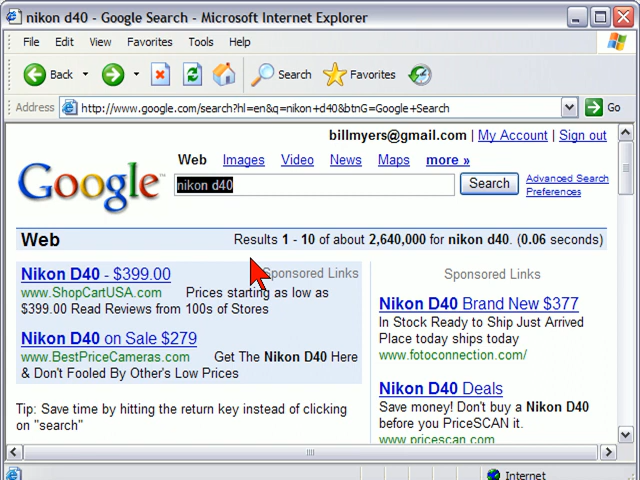 nikon d40 - Google Search - Microsoft Internet Explorer
File Edit View Favorites Tools Help
Back Search Favorites
Address http://www.google.com/search?hl=en&q=nikon+d40&btnG=Google+Search Go
billmyers@gmail.com | My Account | Sign out
Web Images Video News Maps more »
Google
nikon d40 Search Advanced Search
Preferences
Web Results 1 - 10 of about 2,640,000 for nikon d40. (0.06 seconds)
Nikon D40 - $399.00 Sponsored Links
www.ShopCartUSA.com Prices starting as low as
$399.00 Read Reviews from 100s of Stores
Nikon D40 on Sale $279
www.BestPriceCameras.com Get The Nikon D40 Here
& Don't Fooled By Other's Low Prices
Tip: Save time by hitting the return key instead of clicking
on "search"
Sponsored Links
Nikon D40 Brand New $377
In Stock Ready to Ship Just Arrived
Place today ships today
www.fotoconnection.com/
Nikon D40 Deals
Save money! Don't buy a Nikon D40
before you PriceSCAN it.
www.pricescan.com
Internet